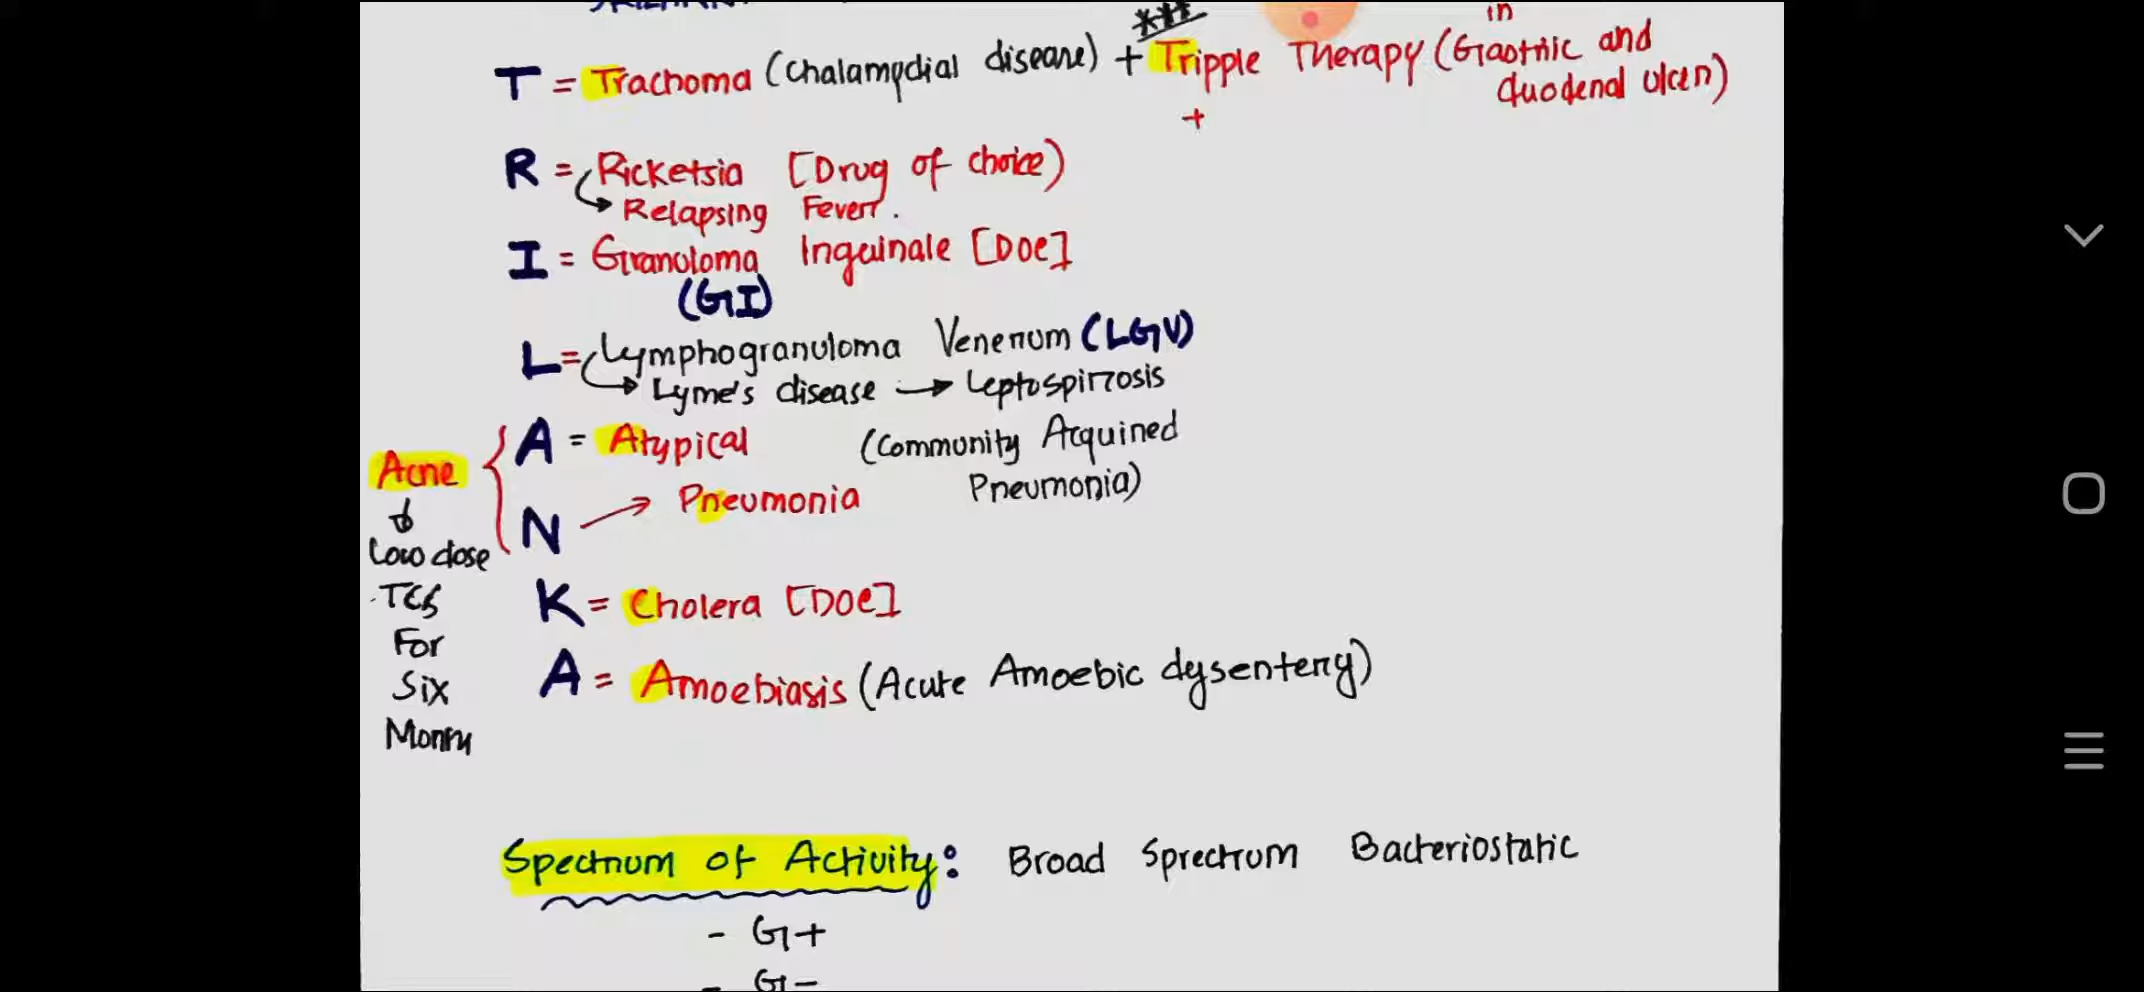 T = Trachoma (Chalamydial disease) + Tripple Therapy (in Gastric and duodenal ulcer)
+
R = Ricketsia [Drug of choice)
Relapsing Fever.
I = Granuloma Inguinale [DOC]
(GI)
L = Lymphogranuloma Venerum (LGV)
Lyme's disease → Leptospirrosis
A = Atypical (Community Acquired
N → Pneumonia Pneumonia)
Acne
Low dose
TCs
For
Six
Month
K = Cholera [DOC]
A = Amoebiasis (Acute Amoebic dysentery)
Spectrum of Activity: Broad Sprectrum Bacteriostatic
- G+
- G-